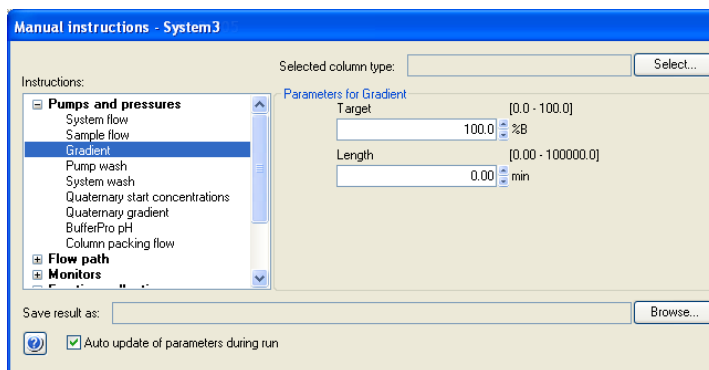 Manual instructions - System3
Selected column type:
Select...
Instructions:
Pumps and pressures
System flow
Sample flow
Gradient
Pump wash
System wash
Quaternary start concentrations
Quaternary gradient
BufferPro pH
Column packing flow
Flow path
Monitors
Parameters for Gradient
Target [0.0 - 100.0]
100.0 %B
Length [0.00 - 100000.0]
0.00 min
Save result as:
Browse...
Auto update of parameters during run